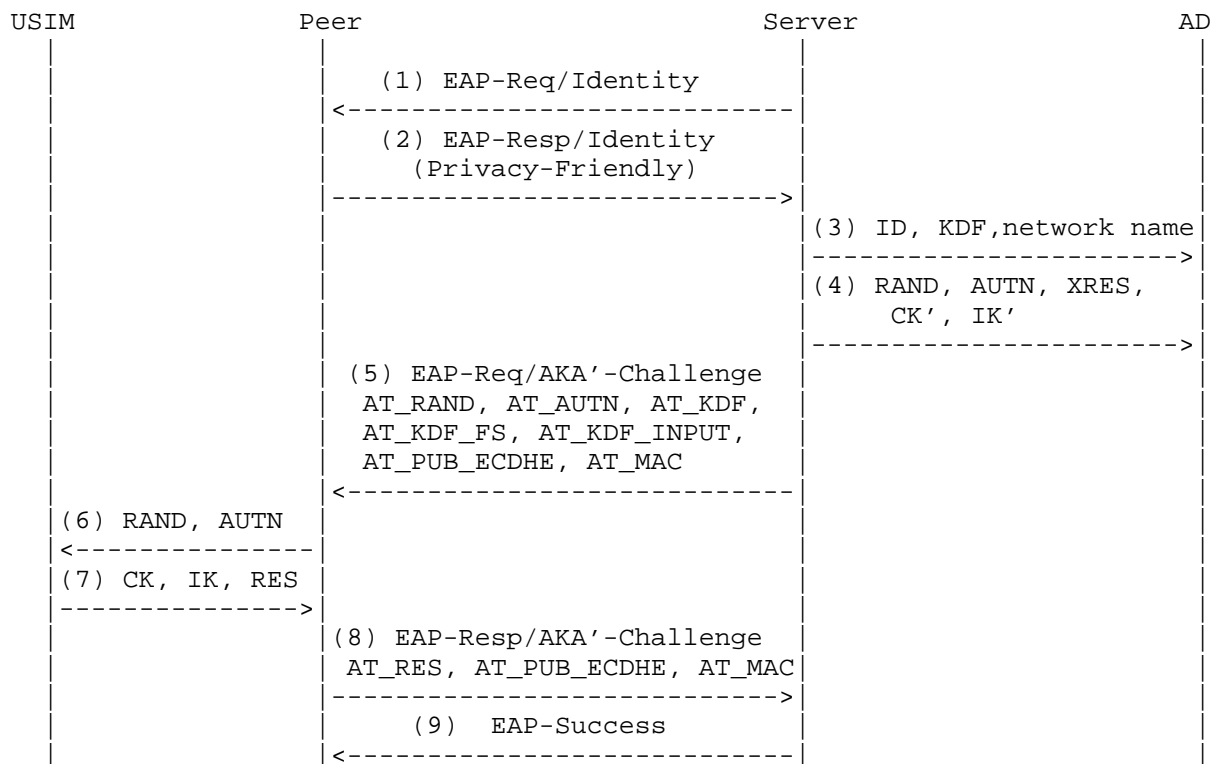 USIM Peer Server AD
(1) EAP-Req/Identity
(2) EAP-Resp/Identity
(Privacy-Friendly)
(3) ID, KDF,network name
(4) RAND, AUTN, XRES,
CK', IK'
(5) EAP-Req/AKA'-Challenge
AT_RAND, AT_AUTN, AT_KDF,
AT_KDF_FS, AT_KDF_INPUT,
AT_PUB_ECDHE, AT_MAC
(6) RAND, AUTN
(7) CK, IK, RES
(8) EAP-Resp/AKA'-Challenge
AT_RES, AT_PUB_ECDHE, AT_MAC
(9) EAP-Success